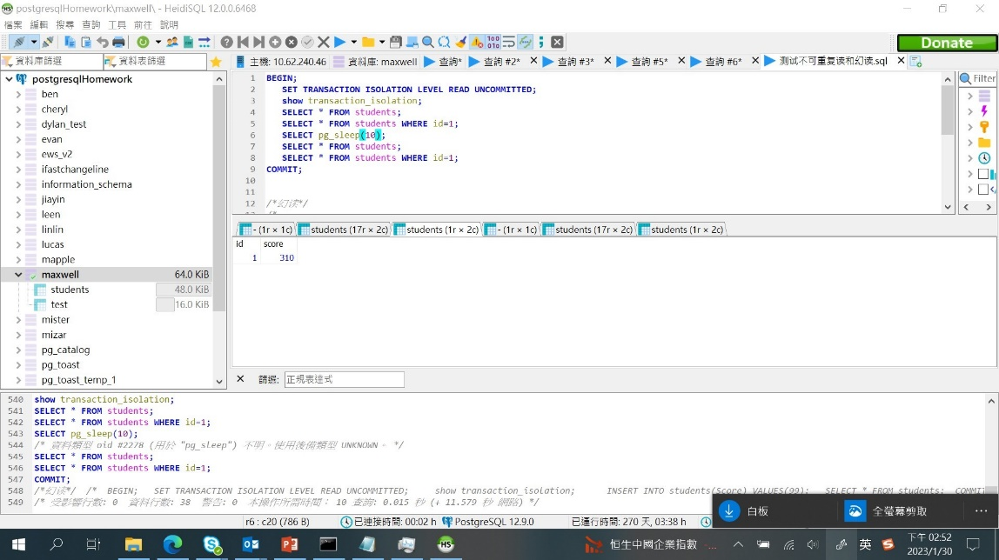 postgresqlHomework\maxwell\ - HeidiSQL 12.0.0.6468
檔案 編輯 搜尋 查詢 工具 前往 說明
Donate
資料庫篩選 資料表篩選
主機: 10.62.240.46 資料庫: maxwell 查詢* 查詢 #2* 查詢 #3* 查詢 #5* 查詢 #6* 测试不可重复读和幻读.sql
Filter
postgresqlHomework
ben
cheryl
dylan_test
evan
ews_v2
ifastchangeline
information_schema
jiayin
leen
linlin
lucas
mapple
maxwell 64.0 KiB
students 48.0 KiB
test 16.0 KiB
mister
mizar
pg_catalog
pg_toast
pg_toast_temp_1
1 BEGIN;
2 SET TRANSACTION ISOLATION LEVEL READ UNCOMMITTED;
3 show transaction_isolation;
4 SELECT * FROM students;
5 SELECT * FROM students WHERE id=1;
6 SELECT pg_sleep(10);
7 SELECT * FROM students;
8 SELECT * FROM students WHERE id=1;
9 COMMIT;
10
11
12 /*幻读*/
- (1r × 1c) students (17r × 2c) students (1r × 2c) - (1r × 1c) students (17r × 2c) students (1r × 2c)
id score
1 310
篩選: 正規表達式
540 show transaction_isolation;
541 SELECT * FROM students;
542 SELECT * FROM students WHERE id=1;
543 SELECT pg_sleep(10);
544 /* 資料類型 oid #2278 (用於 "pg_sleep") 不明。使用後備類型 UNKNOWN。 */
545 SELECT * FROM students;
546 SELECT * FROM students WHERE id=1;
547 COMMIT;
548 /*幻读*/ /* BEGIN; SET TRANSACTION ISOLATION LEVEL READ UNCOMMITTED; show transaction_isolation; INSERT INTO students(Score) VALUES(99); SELECT * FROM students; COMMIT
549 /* 受影響行數: 0 資料行數: 38 警告: 0 本操作所需時間： 10 查詢: 0.015 秒 (+ 11.579 秒 網路) */
白板 全螢幕剪取
r6 : c20 (786 B) 已連接時間: 00:02 h PostgreSQL 12.9.0 已運行時間: 270 天, 03:38 h
恒生中國企業指數 英
下午 02:52
2023/1/30